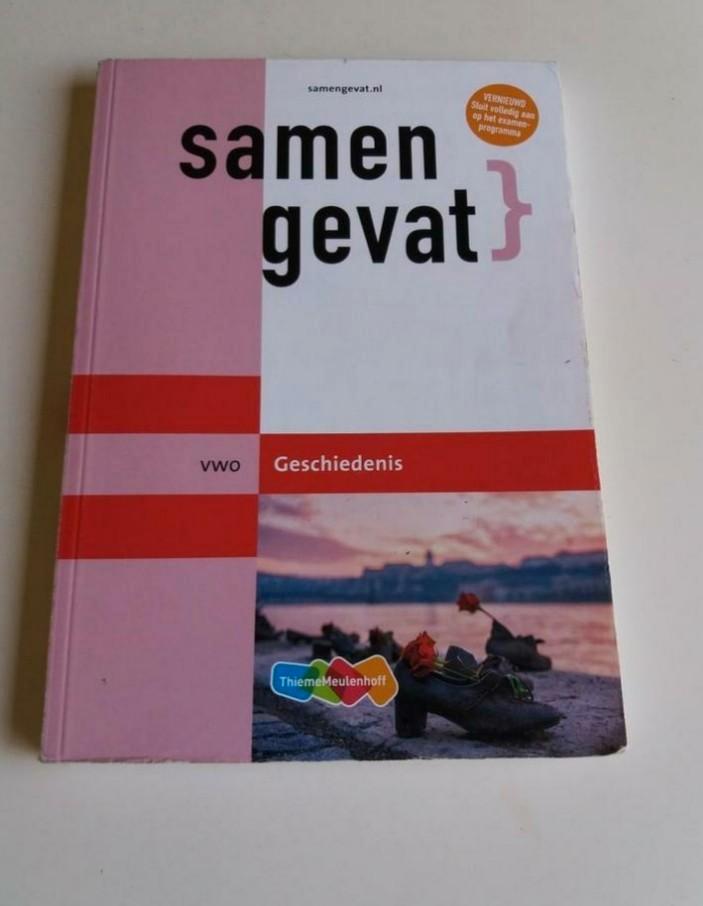 samengevat.nl
VERNIEUWD
Sluit volledig aan
op het examen-
programma
samen
gevat}
vwo
Geschiedenis
ThiemeMeulenhoff